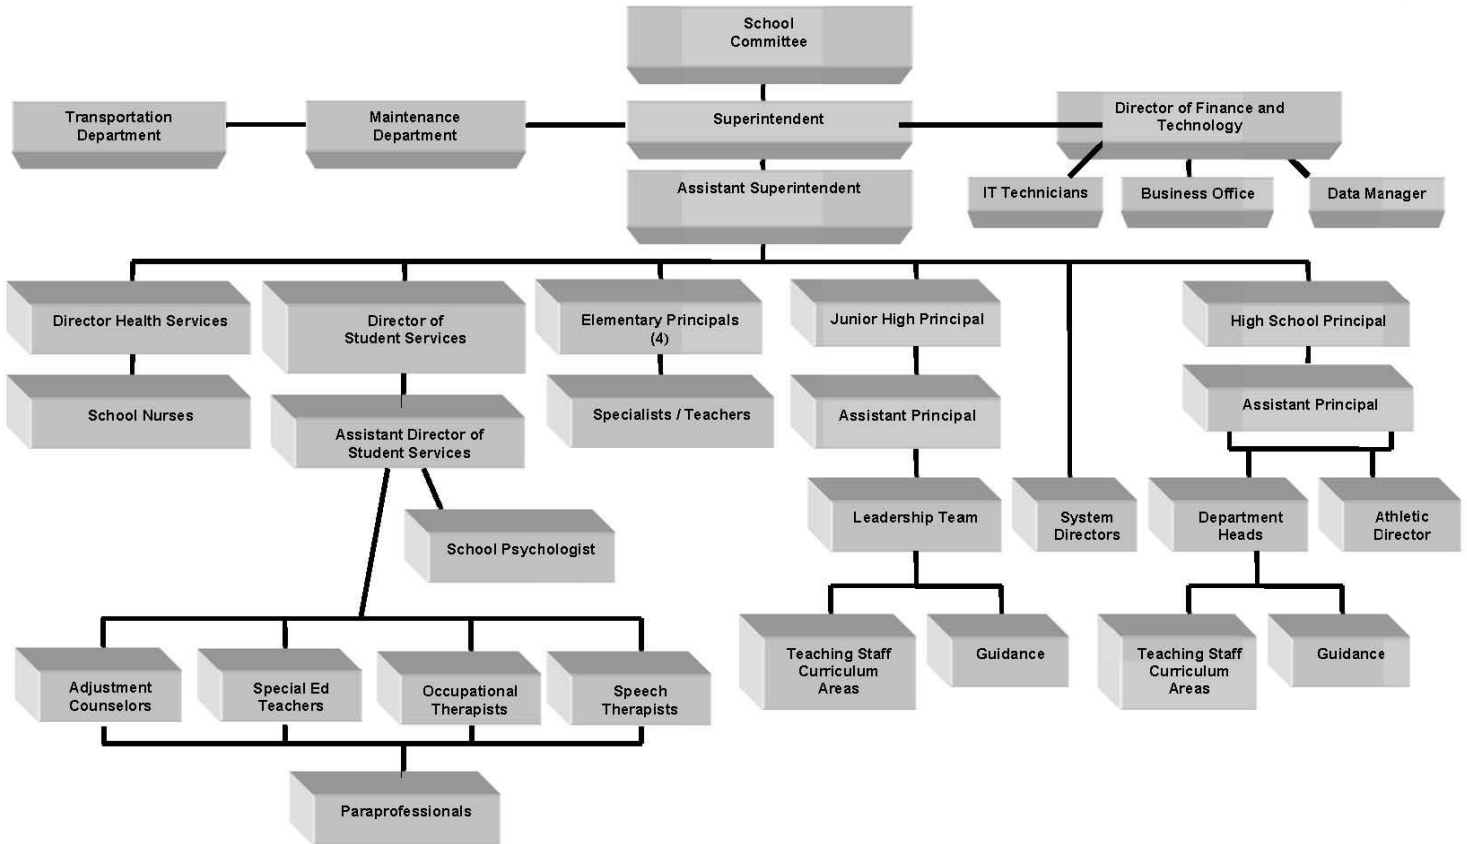 School
Committee
Transportation
Department
Maintenance
Department
Superintendent
Director of Finance and
Technology
Assistant Superintendent
IT Technicians
Business Office
Data Manager
Director Health Services
Director of
Student Services
Elementary Principals
(4)
Junior High Principal
High School Principal
School Nurses
Assistant Director of
Student Services
Specialists / Teachers
Assistant Principal
Assistant Principal
School Psychologist
Leadership Team
System
Directors
Department
Heads
Athletic
Director
Adjustment
Counselors
Special Ed
Teachers
Occupational
Therapists
Speech
Therapists
Teaching Staff
Curriculum
Areas
Guidance
Teaching Staff
Curriculum
Areas
Guidance
Paraprofessionals